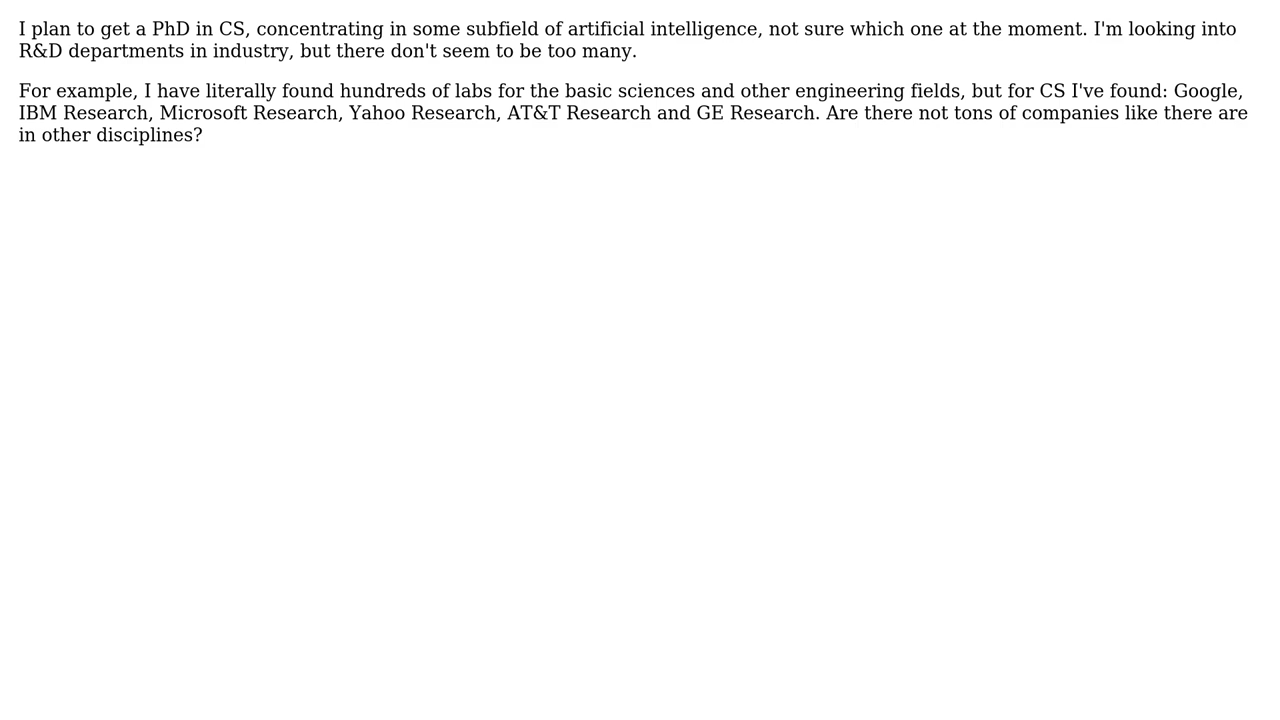 I plan to get a PhD in CS, concentrating in some subfield of artificial intelligence, not sure which one at the moment. I'm looking into
R&D departments in industry, but there don't seem to be too many.
For example, I have literally found hundreds of labs for the basic sciences and other engineering fields, but for CS I've found: Google,
IBM Research, Microsoft Research, Yahoo Research, AT&T Research and GE Research. Are there not tons of companies like there are
in other disciplines?